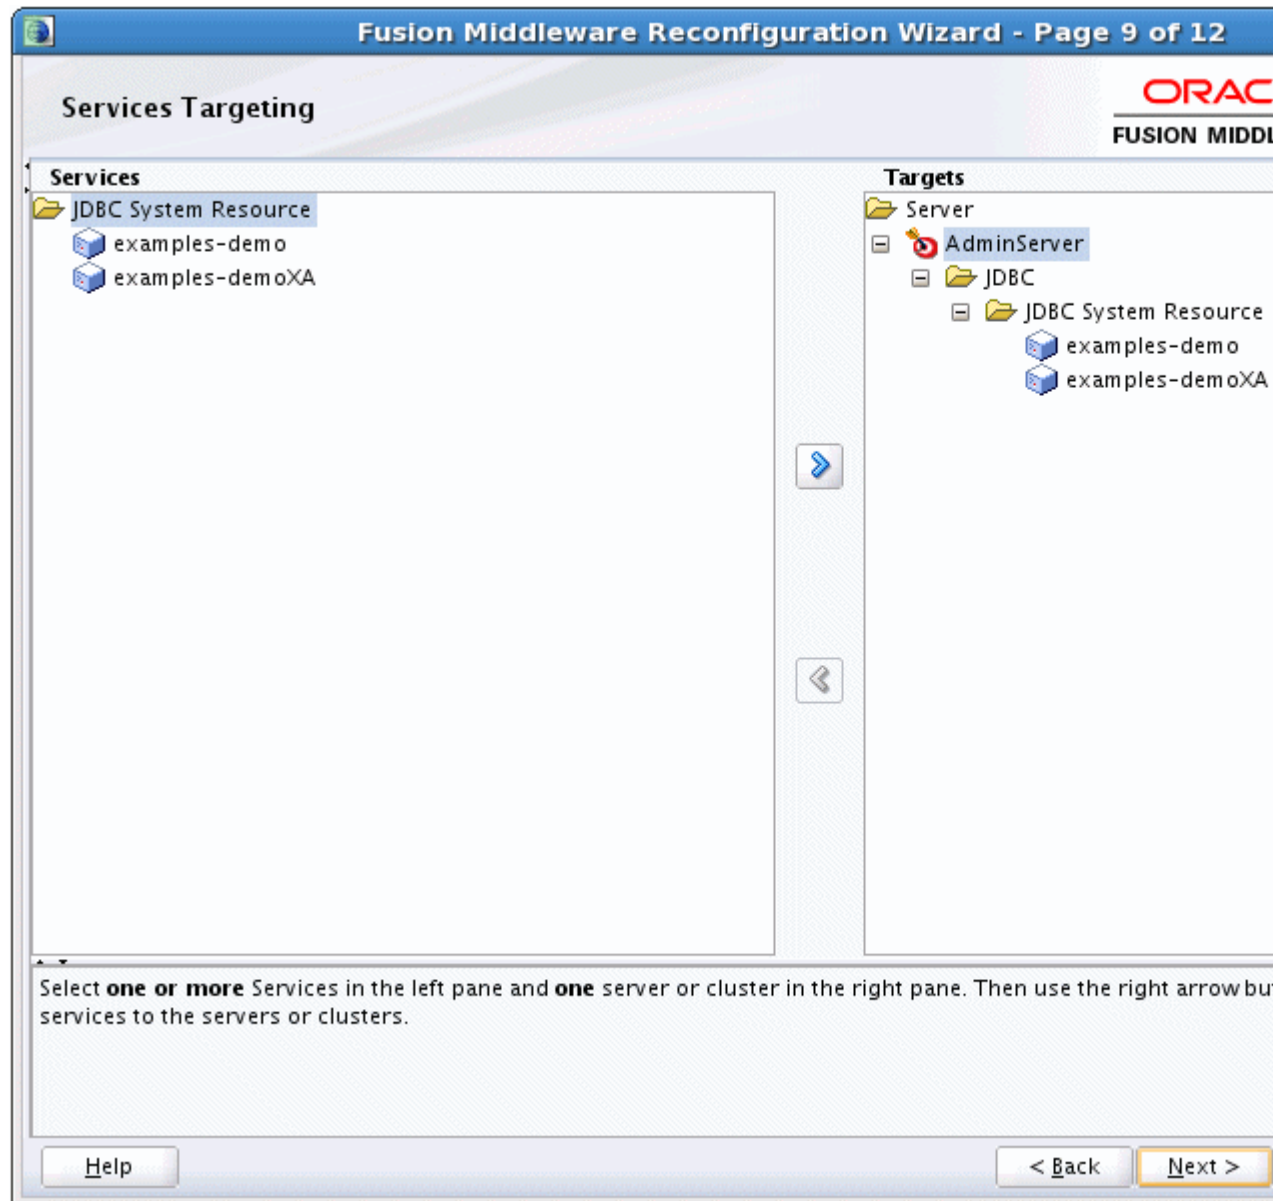 Fusion Middleware Reconfiguration Wizard - Page 9 of 12
Services Targeting
ORAC
FUSION MIDDL
Services
JDBC System Resource
examples-demo
examples-demoXA
Targets
Server
AdminServer
JDBC
JDBC System Resource
examples-demo
examples-demoXA
Select one or more Services in the left pane and one server or cluster in the right pane. Then use the right arrow but
services to the servers or clusters.
Help
< Back
Next >